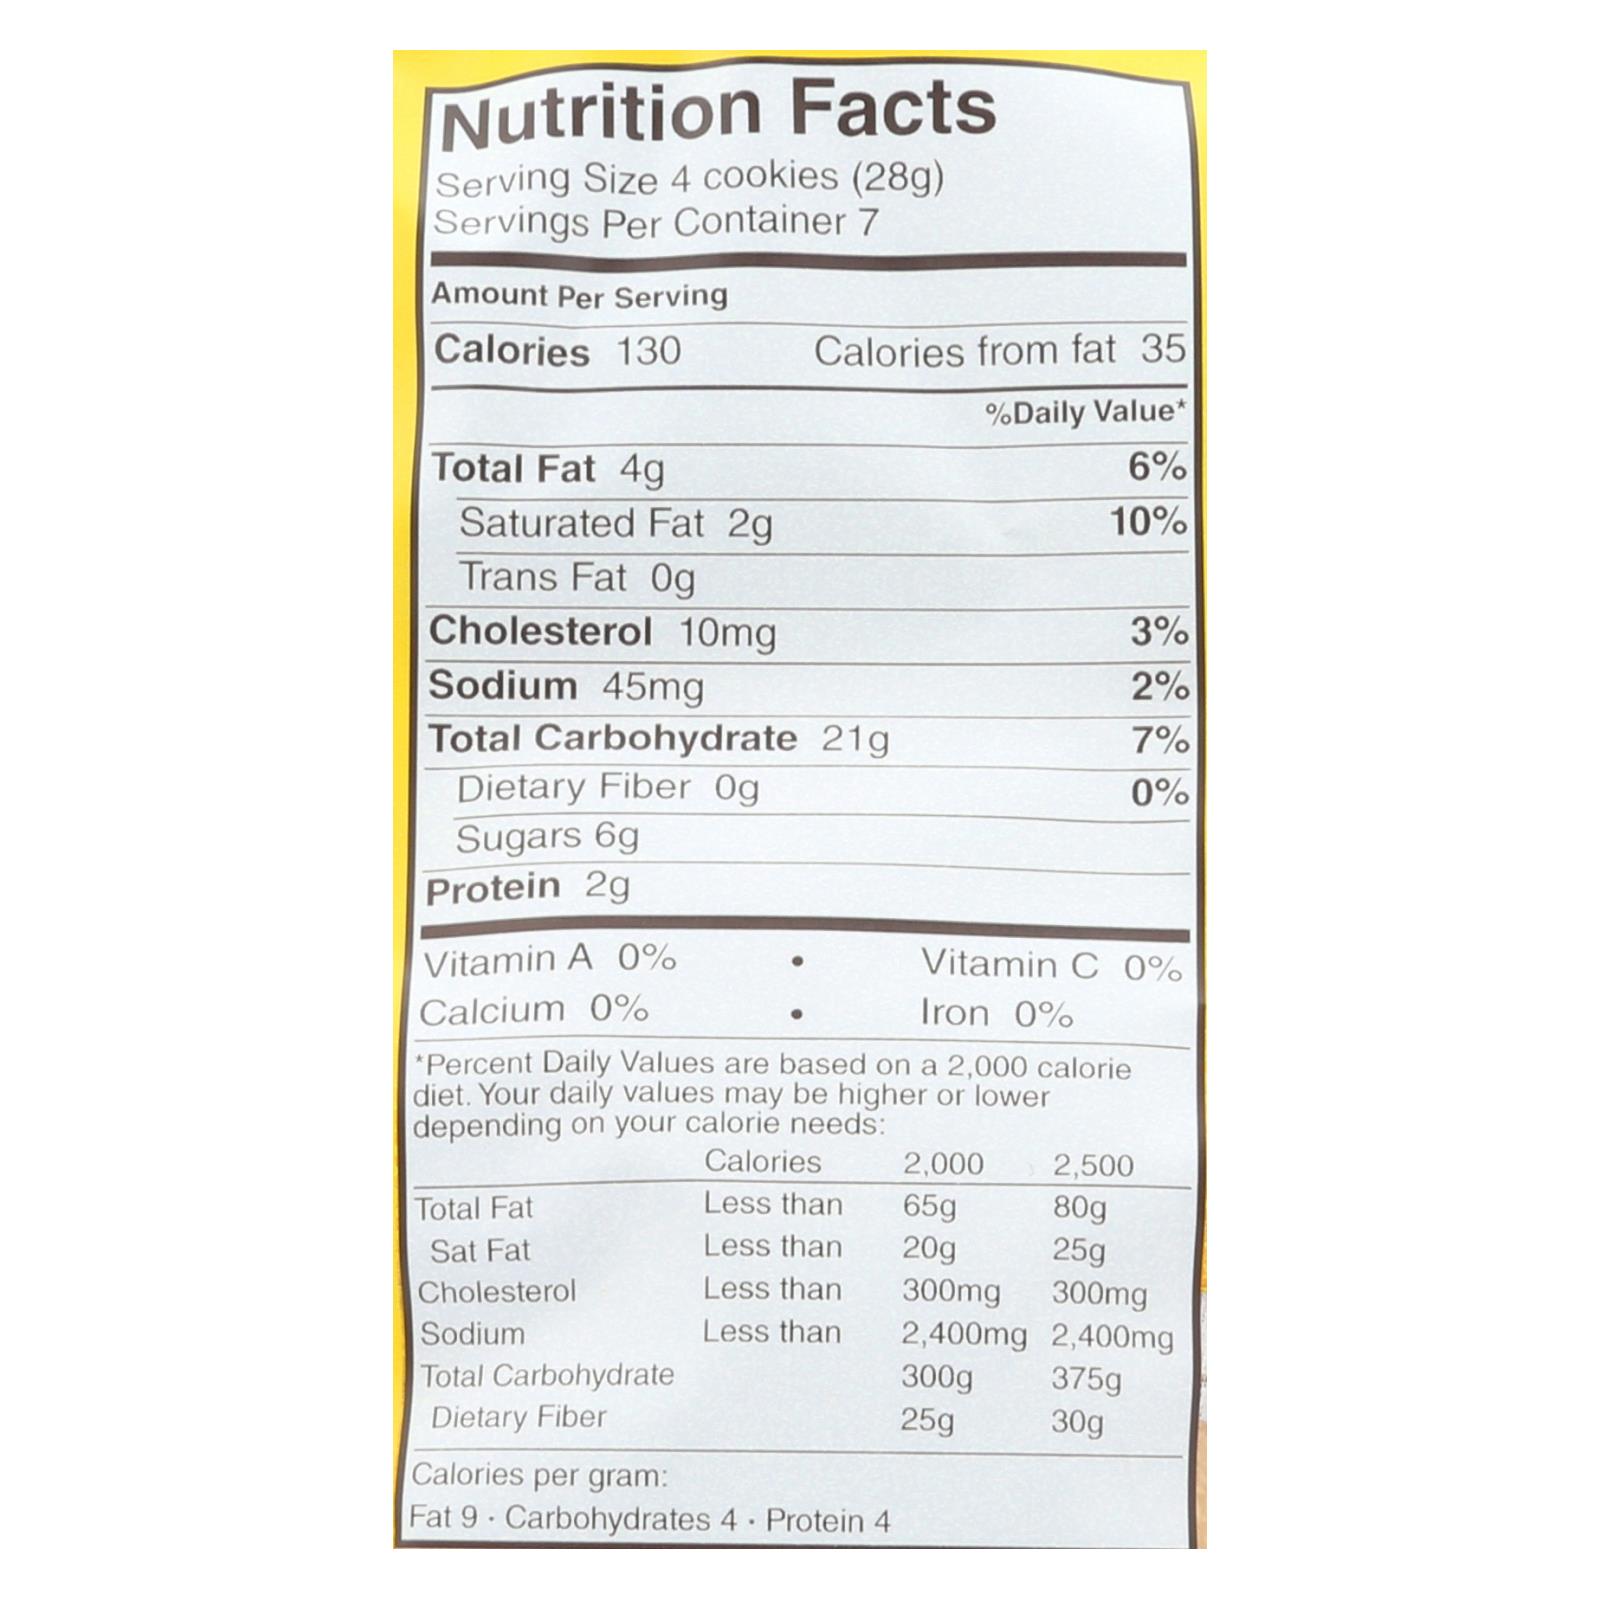 Nutrition Facts
Serving Size 4 cookies (28g)
Servings Per Container 7
Amount Per Serving
Calories 130 Calories from fat 35
%Daily Value*
Total Fat 4g 6%
Saturated Fat 2g 10%
Trans Fat 0g
Cholesterol 10mg 3%
Sodium 45mg 2%
Total Carbohydrate 21g 7%
Dietary Fiber 0g 0%
Sugars 6g
Protein 2g
Vitamin A 0% • Vitamin C 0%
Calcium 0% • Iron 0%
*Percent Daily Values are based on a 2,000 calorie
diet. Your daily values may be higher or lower
depending on your calorie needs:
Calories 2,000 2,500
Total Fat Less than 65g 80g
Sat Fat Less than 20g 25g
Cholesterol Less than 300mg 300mg
Sodium Less than 2,400mg 2,400mg
Total Carbohydrate 300g 375g
Dietary Fiber 25g 30g
Calories per gram:
Fat 9 · Carbohydrates 4 · Protein 4